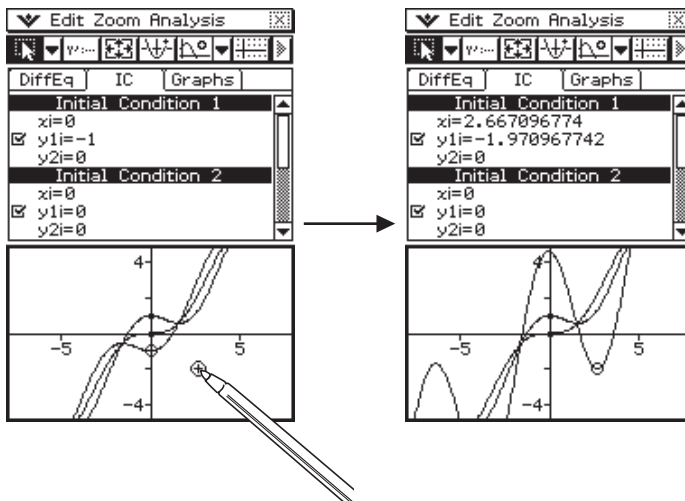 Edit Zoom Analysis
DiffEq IC Graphs
Initial Condition 1
xi=0
y1i=-1
y2i=0
Initial Condition 2
xi=0
y1i=0
y2i=0
4
-5 5
-4
Edit Zoom Analysis
DiffEq IC Graphs
Initial Condition 1
xi=2.667096774
y1i=-1.970967742
y2i=0
Initial Condition 2
xi=0
y1i=0
y2i=0
4
-5 5
-4